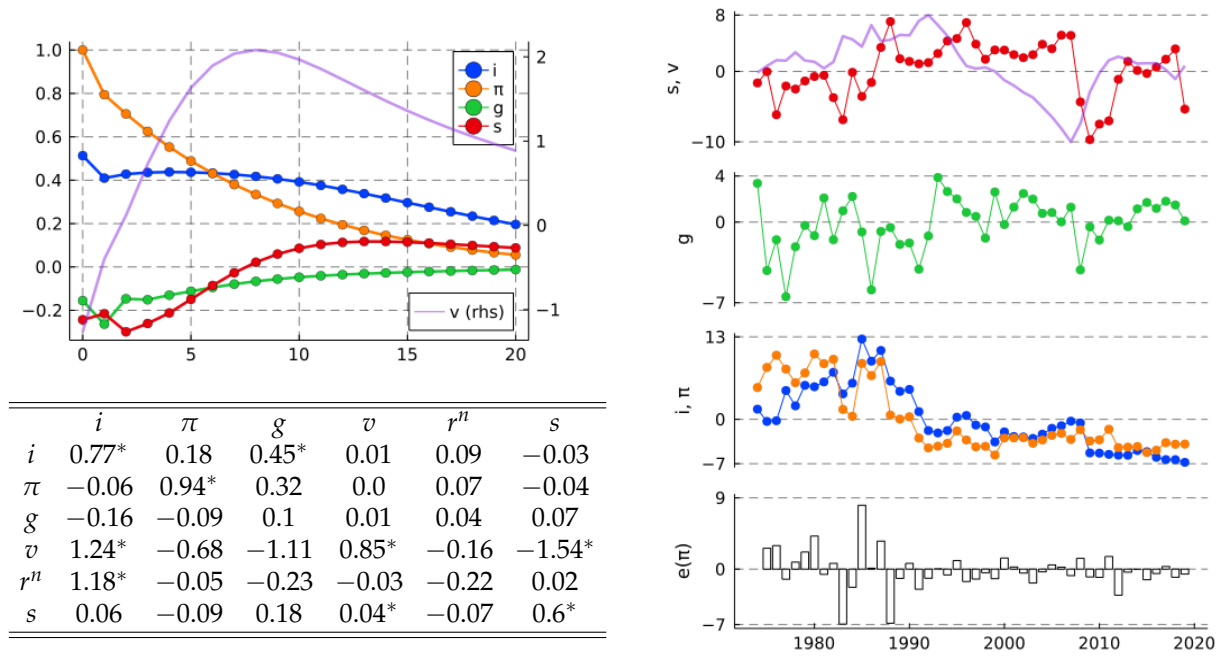 1.0
0.8
0.6
0.4
0.2
0.0
−0.2
2
1
0
−1
i
π
g
s
v (rhs)
0 5 10 15 20
i π g v rⁿ s
i 0.77* 0.18 0.45* 0.01 0.09 −0.03
π −0.06 0.94* 0.32 0.0 0.07 −0.04
g −0.16 −0.09 0.1 0.01 0.04 0.07
v 1.24* −0.68 −1.11 0.85* −0.16 −1.54*
rⁿ 1.18* −0.05 −0.23 −0.03 −0.22 0.02
s 0.06 −0.09 0.18 0.04* −0.07 0.6*
s, v
8
0
−10
g
4
0
−7
i, π
13
0
−7
e(π)
9
0
−7
1980 1990 2000 2010 2020